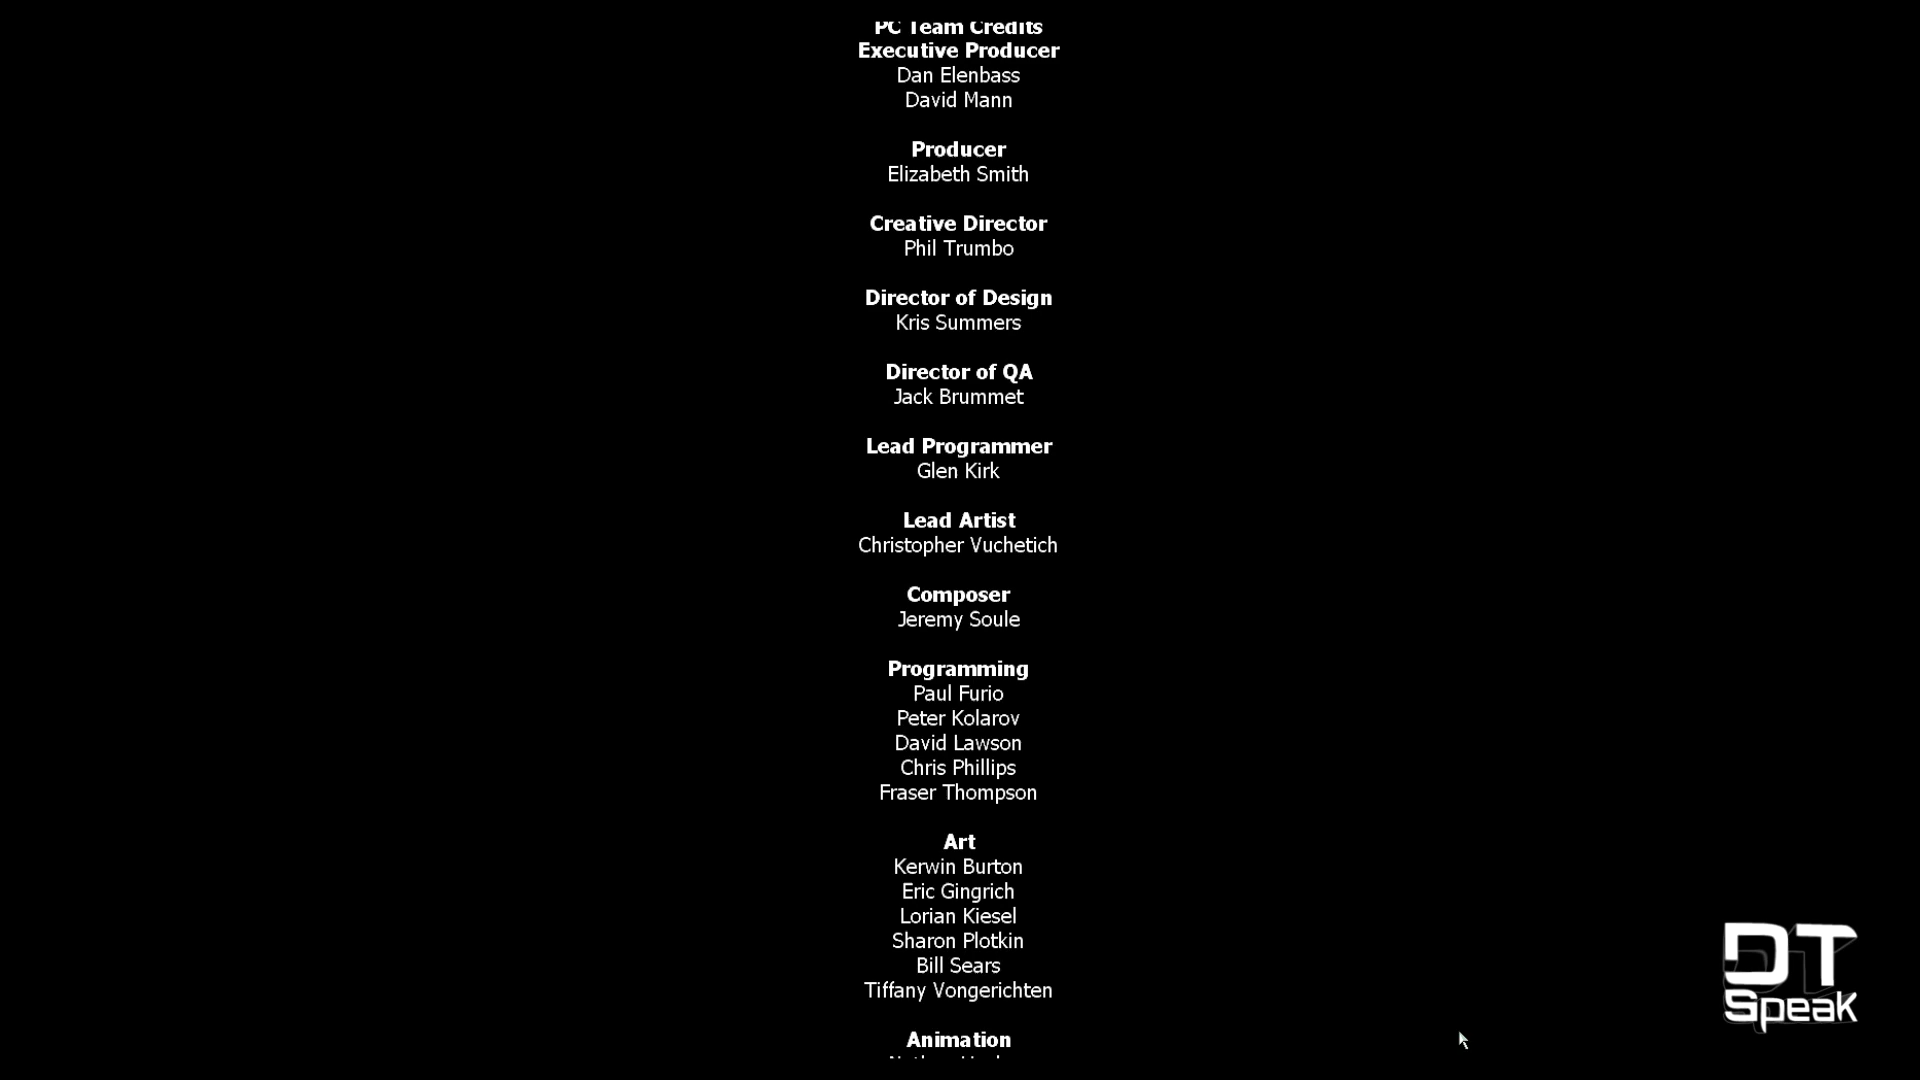 PC Team Credits
Executive Producer
Dan Elenbass
David Mann
Producer
Elizabeth Smith
Creative Director
Phil Trumbo
Director of Design
Kris Summers
Director of QA
Jack Brummet
Lead Programmer
Glen Kirk
Lead Artist
Christopher Vuchetich
Composer
Jeremy Soule
Programming
Paul Furio
Peter Kolarov
David Lawson
Chris Phillips
Fraser Thompson
Art
Kerwin Burton
Eric Gingrich
Lorian Kiesel
Sharon Plotkin
Bill Sears
Tiffany Vongerichten
Animation
DT
Speak